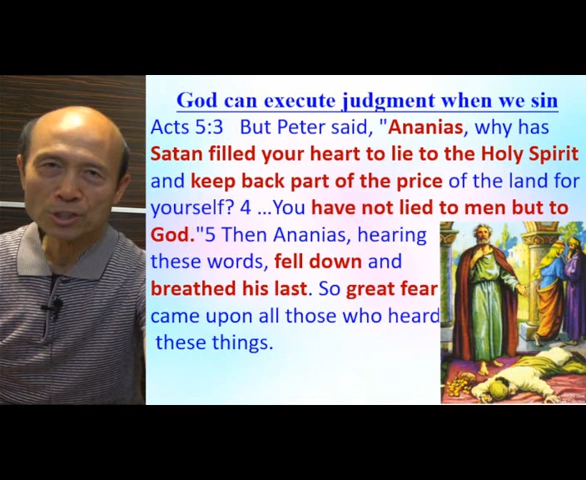 God can execute judgment when we sin
Acts 5:3 But Peter said, "Ananias, why has
Satan filled your heart to lie to the Holy Spirit
and keep back part of the price of the land for
yourself? 4 ...You have not lied to men but to
God."5 Then Ananias, hearing
these words, fell down and
breathed his last. So great fear
came upon all those who heard
these things.